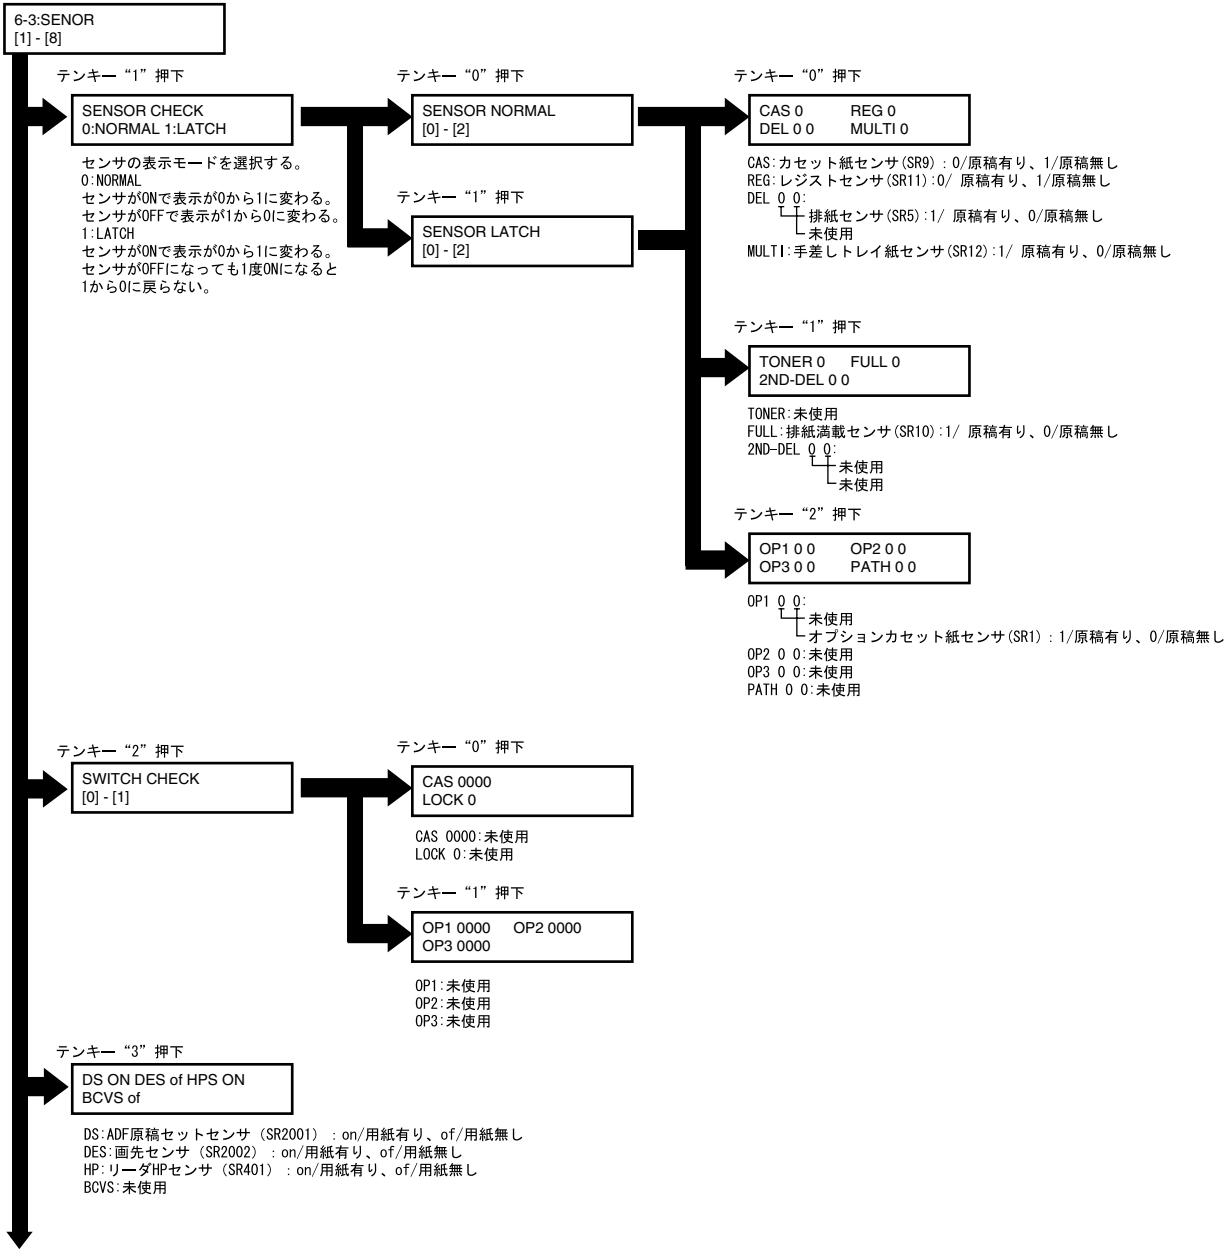 6-3:SENOR
[1] - [8]
テンキー“1”押下
SENSOR CHECK
0:NORMAL 1:LATCH
センサの表示モードを選択する。
0:NORMAL
センサがONで表示が0から1に変わる。
センサがOFFで表示が1から0に変わる。
1:LATCH
センサがONで表示が0から1に変わる。
センサがOFFになっても1度ONになると
1から0に戻らない。
テンキー“0”押下
SENSOR NORMAL
[0] - [2]
テンキー“1”押下
SENSOR LATCH
[0] - [2]
テンキー“0”押下
CAS 0 REG 0
DEL 0 0 MULTI 0
CAS:カセット紙センサ(SR9) : 0/原稿有り、1/原稿無し
REG:レジストセンサ(SR11):0/ 原稿有り、1/原稿無し
DEL 0 0:
排紙センサ(SR5):1/ 原稿有り、0/原稿無し
未使用
MULTI:手差しトレイ紙センサ(SR12):1/ 原稿有り、0/原稿無し
テンキー“1”押下
TONER 0 FULL 0
2ND-DEL 0 0
TONER:未使用
FULL:排紙満載センサ(SR10):1/ 原稿有り、0/原稿無し
2ND-DEL 0 0:
未使用
未使用
テンキー“2”押下
OP1 0 0 OP2 0 0
OP3 0 0 PATH 0 0
OP1 0 0:
未使用
オプションカセット紙センサ(SR1) : 1/原稿有り、0/原稿無し
OP2 0 0:未使用
OP3 0 0:未使用
PATH 0 0:未使用
テンキー“2”押下
SWITCH CHECK
[0] - [1]
テンキー“0”押下
CAS 0000
LOCK 0
CAS 0000:未使用
LOCK 0:未使用
テンキー“1”押下
OP1 0000 OP2 0000
OP3 0000
OP1:未使用
OP2:未使用
OP3:未使用
テンキー“3”押下
DS ON DES of HPS ON
BCVS of
DS:ADF原稿セットセンサ（SR2001） : on/用紙有り、of/用紙無し
DES:画先センサ（SR2002） : on/用紙有り、of/用紙無し
HP:リーダHPセンサ（SR401） : on/用紙有り、of/用紙無し
BCVS:未使用